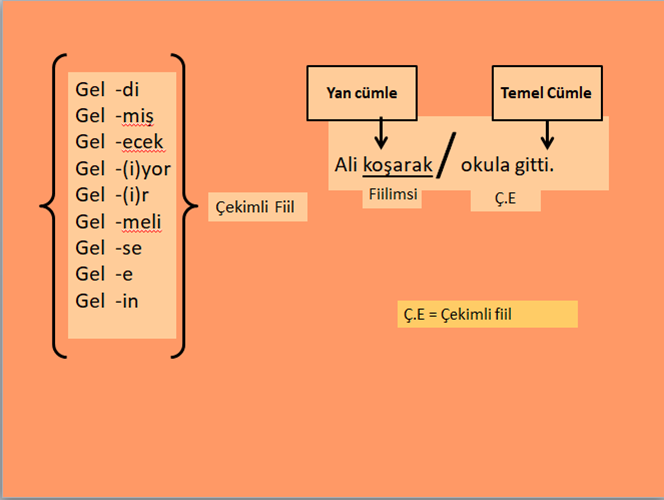 Gel -di
Gel -miş
Gel -ecek
Gel -(i)yor
Gel -(i)r
Gel -meli
Gel -se
Gel -e
Gel -in
Çekimli Fiil
Yan cümle
Temel Cümle
Ali koşarak / okula gitti.
Fiilimsi
Ç.E
Ç.E = Çekimli fiil